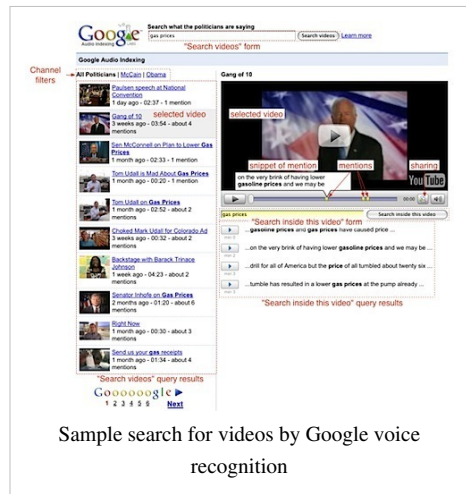 Google
Audio Indexing Labs
Search what the politicians are saying
gas prices
Search videos
Learn more
"Search videos" form
Google Audio Indexing
Channel filters
All Politicians | McCain | Obama
Paulsen speech at National Convention
1 day ago - 02:37 - 1 mention
Gang of 10
selected video
3 weeks ago - 03:54 - about 4 mentions
Sen McConnell on Plan to Lower Gas Prices
1 month ago - 02:33 - 1 mention
Tom Udall is Mad About Gas Prices
1 month ago - 00:20 - 1 mention
Tom Udall on Gas Prices
1 month ago - 02:52 - about 2 mentions
Choked Mark Udall for Colorado Ad
3 weeks ago - 00:32 - about 2 mentions
Backstage with Barack Trinace Johnson
1 week ago - 04:23 - about 2 mentions
Senator Inhofe on Gas Prices
2 months ago - 01:20 - about 6 mentions
Right Now
1 month ago - 00:30 - about 3 mentions
Send us your gas receipts
1 month ago - 01:34 - about 4 mentions
"Search videos" query results
Goooooogle
1 2 3 4 5 6 Next
Gang of 10
selected video
snippet of mention
mentions
sharing
on the very brink of having lower
gasoline prices and we may be
YouTube
00:00
gas prices
Search inside this video
"Search inside this video" form
...gasoline prices and gas prices have caused price ...
...on the very brink of having lower gasoline prices and we may be ...
...drill for all of America but the price of all tumbled about twenty six ...
...tumble has resulted in a lower gas prices at the pump already ...
"Search inside this video" query results
Sample search for videos by Google voice
recognition